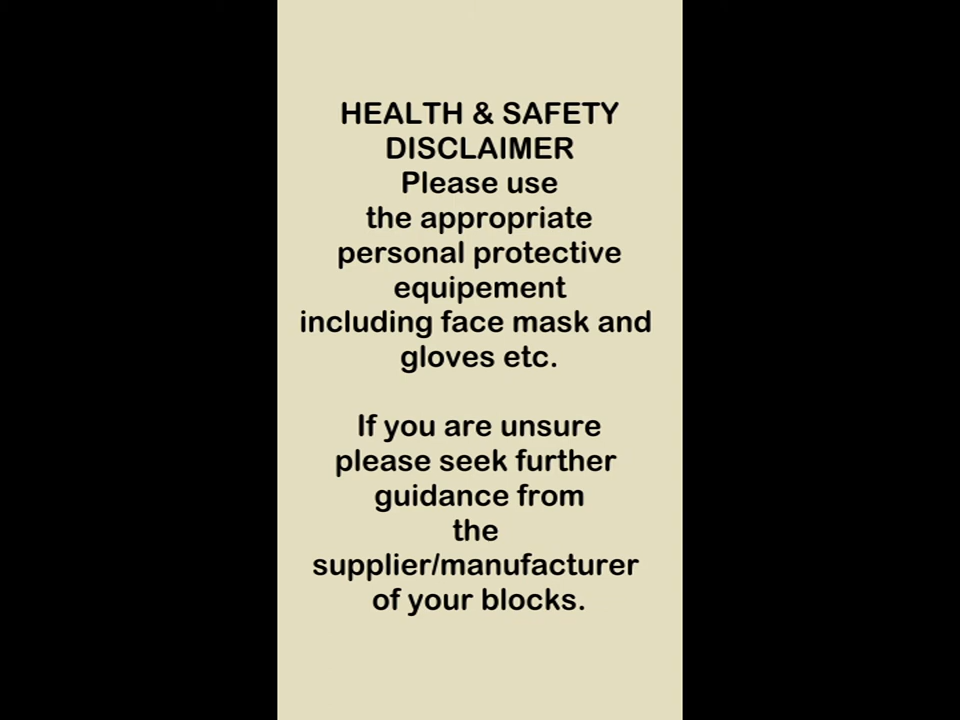 HEALTH & SAFETY
DISCLAIMER
Please use
the appropriate
personal protective
equipement
including face mask and
gloves etc.
If you are unsure
please seek further
guidance from
the
supplier/manufacturer
of your blocks.